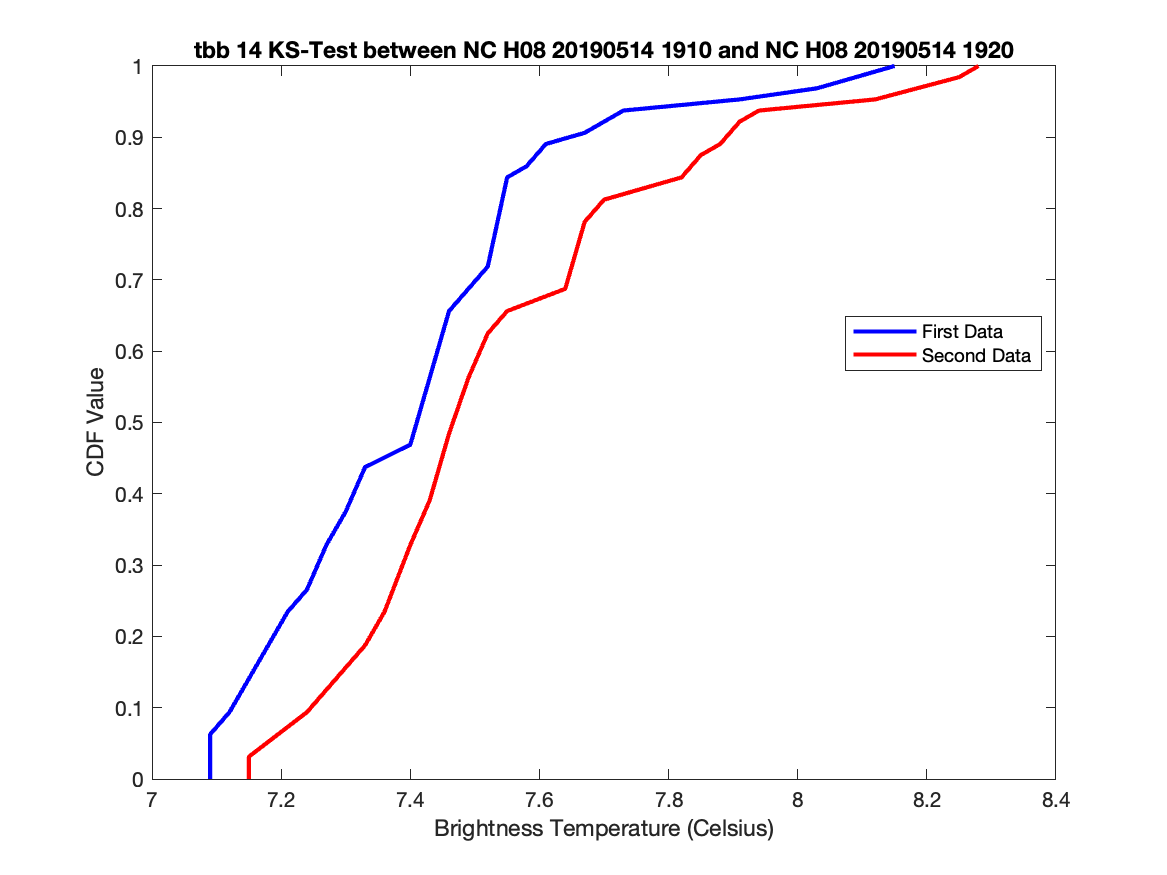 tbb 14 KS-Test between NC H08 20190514 1910 and NC H08 20190514 1920
1
0.9
0.8
0.7
0.6
0.5
0.4
0.3
0.2
0.1
0
CDF Value
First Data
Second Data
7 7.2 7.4 7.6 7.8 8 8.2 8.4
Brightness Temperature (Celsius)